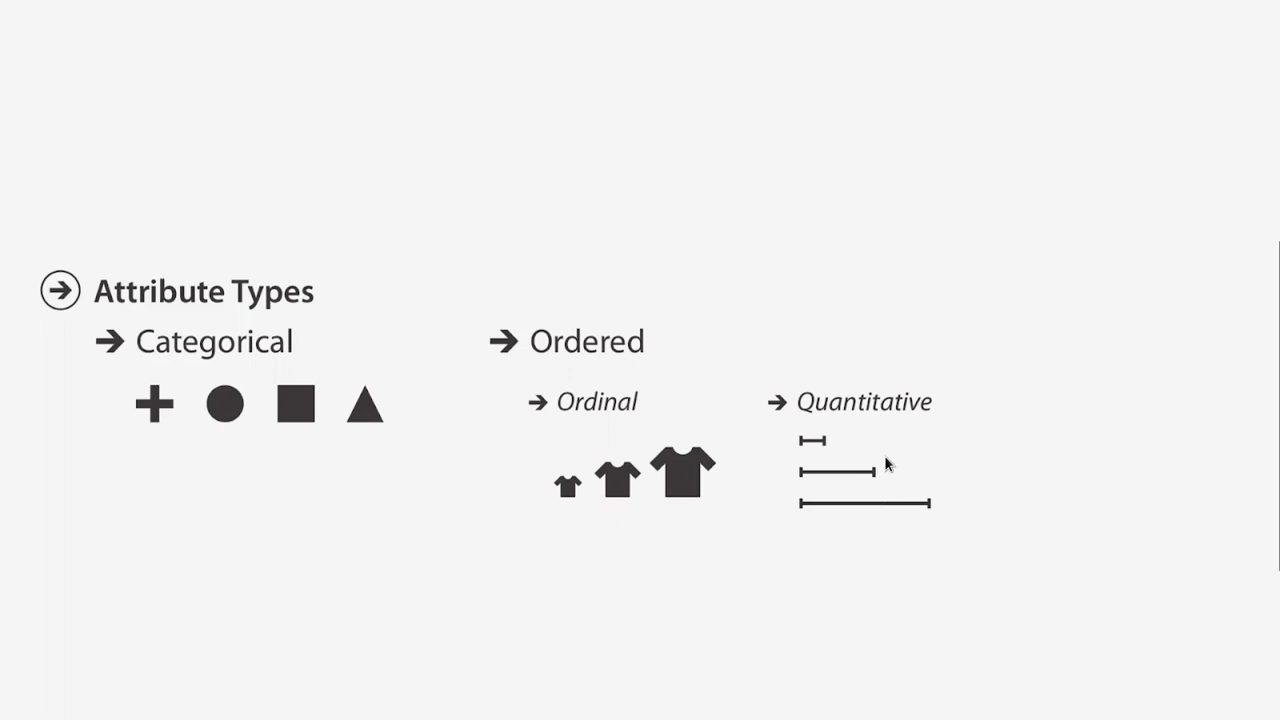 Attribute Types
Categorical
Ordered
Ordinal
Quantitative